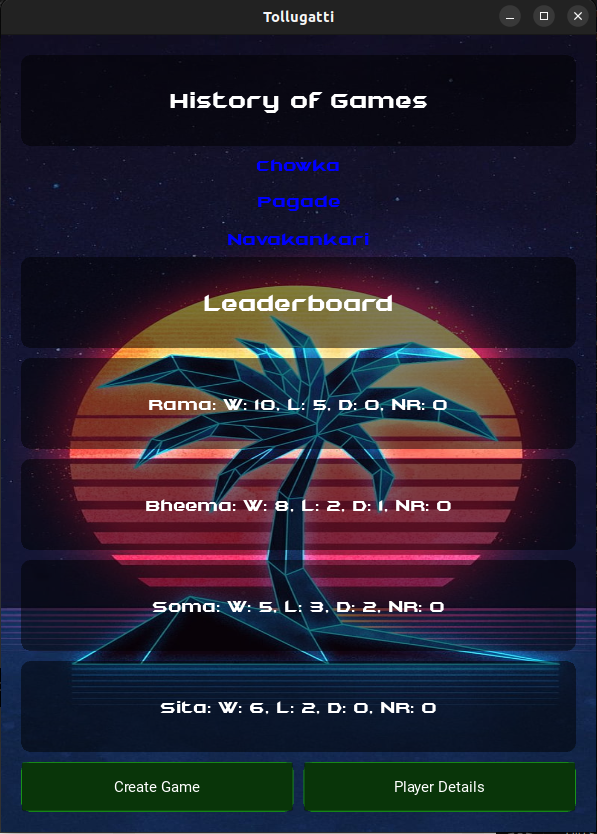 Tollugatti
History of Games
Chowka
Pagade
Navakankari
Leaderboard
Rama: W: 10, L: 5, D: 0, NR: 0
Bheema: W: 8, L: 2, D: 1, NR: 0
Soma: W: 5, L: 3, D: 2, NR: 0
Sita: W: 6, L: 2, D: 0, NR: 0
Create Game
Player Details